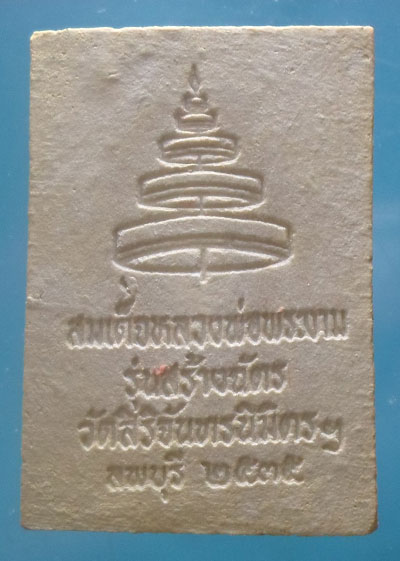 สมเด็จหลวงพ่อพระงาม
รุ่นสร้างฉัตร
วัดสิริจันทรนิมิตรฯ
ลพบุรี ๒๕๓๕